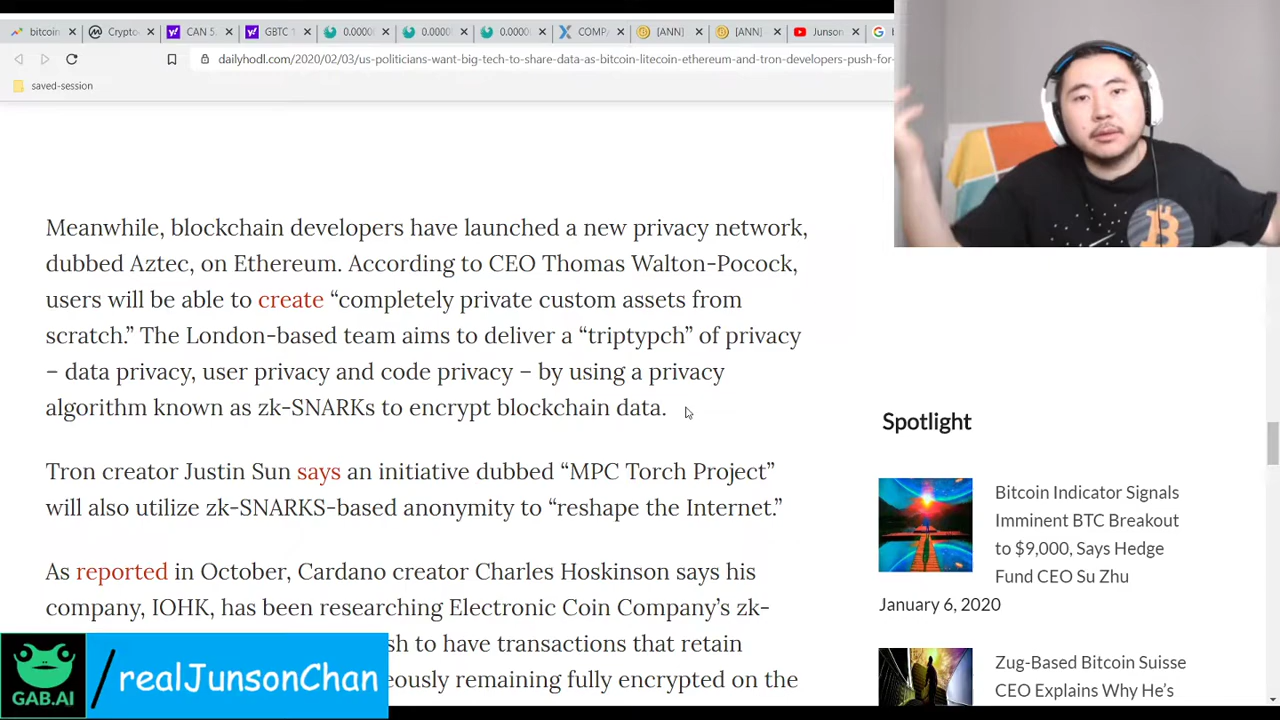 bitcoin
Crypto
CAN 5.
GBTC 1
0.0000
0.0000
0.0000
COMPA
[ANN]
[ANN]
Junson
dailyhodl.com/2020/02/03/us-politicians-want-big-tech-to-share-data-as-bitcoin-litecoin-ethereum-and-tron-developers-push-for-
saved-session
Meanwhile, blockchain developers have launched a new privacy network,
dubbed Aztec, on Ethereum. According to CEO Thomas Walton-Pocock,
users will be able to create “completely private custom assets from
scratch.” The London-based team aims to deliver a “triptypch” of privacy
– data privacy, user privacy and code privacy – by using a privacy
algorithm known as zk-SNARKs to encrypt blockchain data.
Tron creator Justin Sun says an initiative dubbed “MPC Torch Project”
will also utilize zk-SNARKS-based anonymity to “reshape the Internet.”
As reported in October, Cardano creator Charles Hoskinson says his
company, IOHK, has been researching Electronic Coin Company’s zk-
sh to have transactions that retain
eously remaining fully encrypted on the
Spotlight
Bitcoin Indicator Signals
Imminent BTC Breakout
to $9,000, Says Hedge
Fund CEO Su Zhu
January 6, 2020
Zug-Based Bitcoin Suisse
CEO Explains Why He’s
GAB.AI
/realJunsonChan